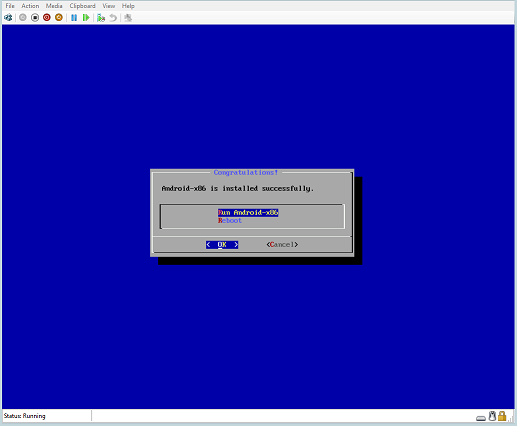 File Action Media Clipboard View Help
Congratulations!
Android-x86 is installed successfully.
Run Android-x86
Reboot
< OK > <Cancel>
Status: Running